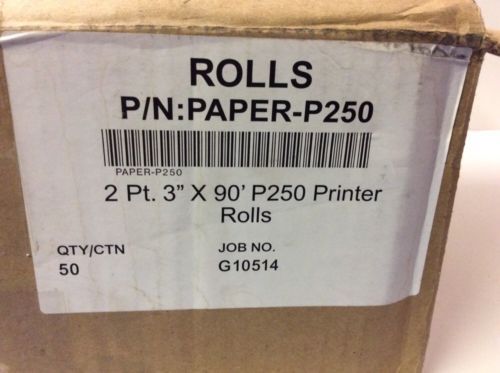 ROLLS
P/N:PAPER-P250
PAPER-P250
2 Pt. 3” X 90’ P250 Printer
Rolls
QTY/CTN
50
JOB NO.
G10514